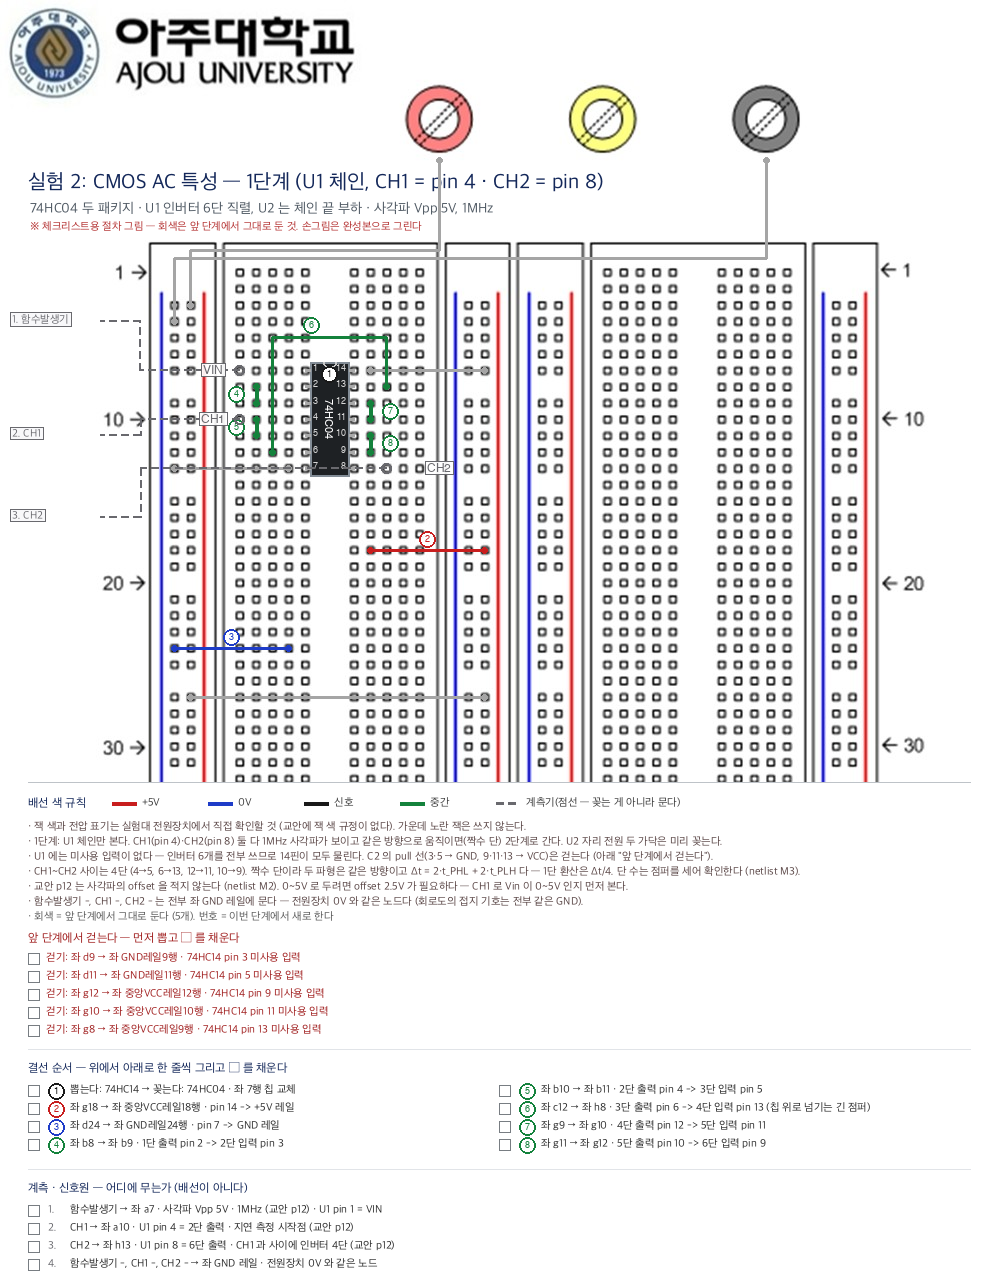 아주대학교
AJOU UNIVERSITY
아주대학교
AJOU UNIVERSITY
1973
실험 2: CMOS AC 특성 — 1단계 (U1 체인, CH1 = pin 4 · CH2 = pin 8)
74HC04 두 패키지 · U1 인버터 6단 직렬, U2 는 체인 끝 부하 · 사각파 Vpp 5V, 1MHz
※ 체크리스트용 절차 그림 — 회색은 앞 단계에서 그대로 둔 것. 손그림은 완성본으로 그린다
1 → ← 1
1. 함수발생기
6
VIN
1 1 14
2 13
4 3 12 7
10 → CH1 4 11 ← 10
5 5 10 8
2. CH1
6 9
7 8 CH2
74HC04
3. CH2
2
20 → ← 20
3
30 → ← 30
배선 색 규칙 +5V 0V 신호 중간 계측기(점선 — 꽂는 게 아니라 문다)
· 잭 색과 전압 표기는 실험대 전원장치에서 직접 확인할 것 (교안에 잭 색 규정이 없다). 가운데 노란 잭은 쓰지 않는다.
· 1단계: U1 체인만 본다. CH1(pin 4)·CH2(pin 8) 둘 다 1MHz 사각파가 보이고 같은 방향으로 움직이면(짝수 단) 2단계로 간다. U2 자리 전원 두 가닥은 미리 꽂는다.
· U1 에는 미사용 입력이 없다 — 인버터 6개를 전부 쓰므로 14핀이 모두 물린다. C2 의 pull 선(3·5→ GND, 9·11·13 → VCC)은 걷는다 (아래 "앞 단계에서 걷는다").
· CH1~CH2 사이는 4단 (4→5, 6→13, 12→11, 10→9). 짝수 단이라 두 파형은 같은 방향이고 Δt = 2·t_PHL + 2·t_PLH 다 — 1단 환산은 Δt/4. 단 수는 점퍼를 세어 확인한다 (netlist M3).
· 교안 p12 는 사각파의 offset 을 적지 않는다 (netlist M2). 0~5V 로 두려면 offset 2.5V 가 필요하다 — CH1 로 Vin 이 0~5V 인지 먼저 본다.
· 함수발생기 -, CH1 -, CH2 - 는 전부 좌 GND 레일에 문다 — 전원장치 0V 와 같은 노드다 (회로도의 접지 기호는 전부 같은 GND).
· 회색 = 앞 단계에서 그대로 둔다 (5개). 번호 = 이번 단계에서 새로 한다
앞 단계에서 걷는다 — 먼저 뽑고 □ 를 채운다
걷기: 좌 d9 → 좌 GND레일9행 · 74HC14 pin 3 미사용 입력
걷기: 좌 d11 → 좌 GND레일11행 · 74HC14 pin 5 미사용 입력
걷기: 좌 g12 → 좌 중앙VCC레일12행 · 74HC14 pin 9 미사용 입력
걷기: 좌 g10 → 좌 중앙VCC레일10행 · 74HC14 pin 11 미사용 입력
걷기: 좌 g8 → 좌 중앙VCC레일9행 · 74HC14 pin 13 미사용 입력
결선 순서 — 위에서 아래로 한 줄씩 그리고 □ 를 채운다
1 뽑는다: 74HC14 → 꽂는다: 74HC04 · 좌 7행 칩 교체
2 좌 g18 → 좌 중앙VCC레일18행 · pin 14 -> +5V 레일
3 좌 d24 → 좌 GND레일24행 · pin 7 -> GND 레일
4 좌 b8 → 좌 b9 · 1단 출력 pin 2 -> 2단 입력 pin 3
5 좌 b10 → 좌 b11 · 2단 출력 pin 4 -> 3단 입력 pin 5
6 좌 c12 → 좌 h8 · 3단 출력 pin 6 -> 4단 입력 pin 13 (칩 위로 넘기는 긴 점퍼)
7 좌 g9 → 좌 g10 · 4단 출력 pin 12 -> 5단 입력 pin 11
8 좌 g11 → 좌 g12 · 5단 출력 pin 10 -> 6단 입력 pin 9
계측 · 신호원 — 어디에 무는가 (배선이 아니다)
1. 함수발생기 → 좌 a7 · 사각파 Vpp 5V · 1MHz (교안 p12) · U1 pin 1 = VIN
2. CH1 → 좌 a10 · U1 pin 4 = 2단 출력 · 지연 측정 시작점 (교안 p12)
3. CH2 → 좌 h13 · U1 pin 8 = 6단 출력 · CH1 과 사이에 인버터 4단 (교안 p12)
4. 함수발생기 -, CH1 -, CH2 - → 좌 GND 레일 · 전원장치 0V 와 같은 노드